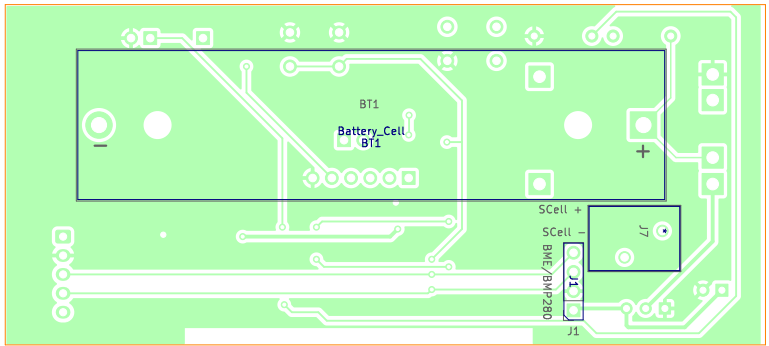 BT1
Battery_Cell
BT1
−
+
SCell +
SCell -
J7
BME/BMP280
J1
J1